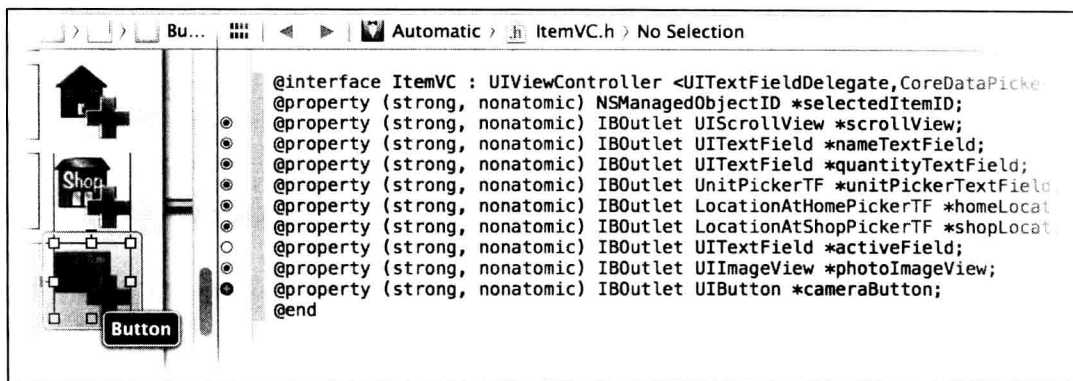 Bu... Automatic › .h ItemVC.h › No Selection
@interface ItemVC : UIViewController <UITextFieldDelegate,CoreDataPicke
@property (strong, nonatomic) NSManagedObjectID *selectedItemID;
@property (strong, nonatomic) IBOutlet UIScrollView *scrollView;
@property (strong, nonatomic) IBOutlet UITextField *nameTextField;
@property (strong, nonatomic) IBOutlet UITextField *quantityTextField;
@property (strong, nonatomic) IBOutlet UnitPickerTF *unitPickerTextField
@property (strong, nonatomic) IBOutlet LocationAtHomePickerTF *homeLocat
@property (strong, nonatomic) IBOutlet LocationAtShopPickerTF *shopLocat
@property (strong, nonatomic) IBOutlet UITextField *activeField;
@property (strong, nonatomic) IBOutlet UIImageView *photoImageView;
@property (strong, nonatomic) IBOutlet UIButton *cameraButton;
@end
Shop
Button